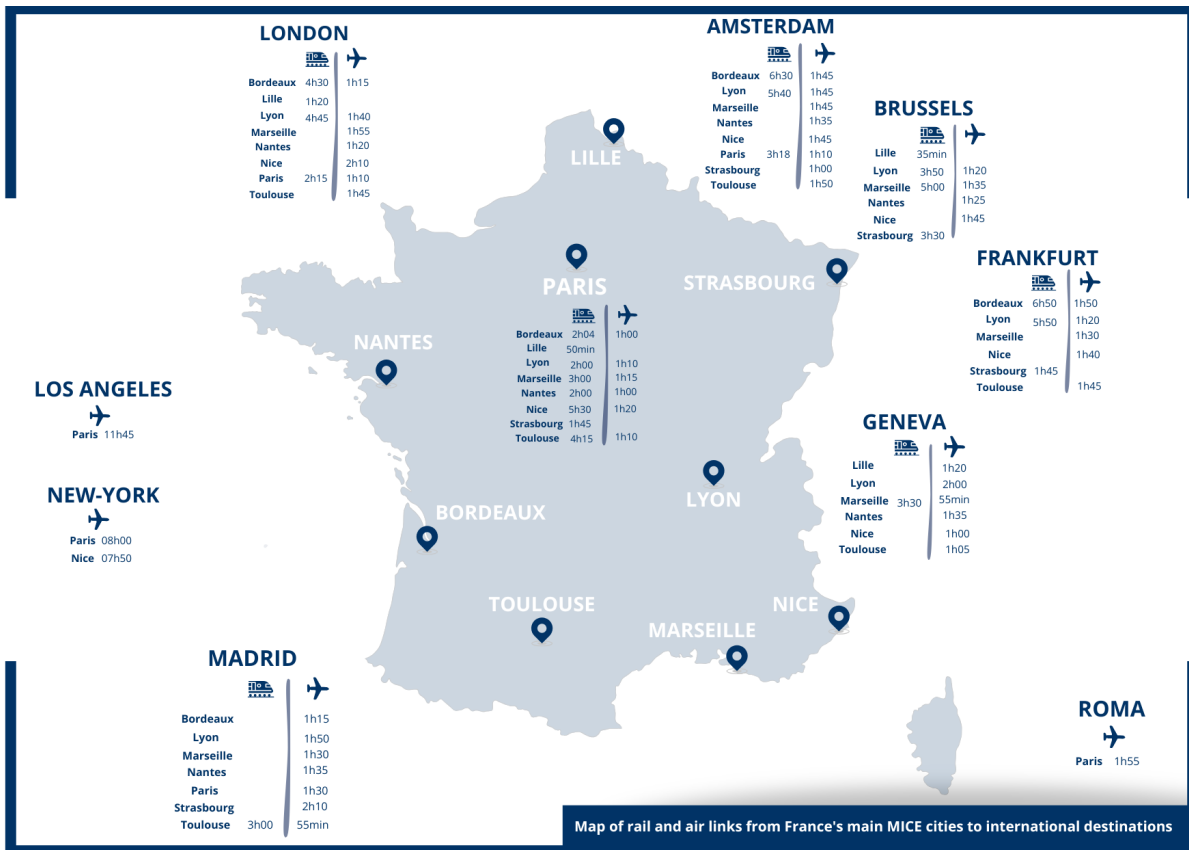 LONDON
Bordeaux 4h30 1h15
Lille 1h20
Lyon 4h45 1h40
Marseille 1h55
Nantes 1h20
Nice 2h10
Paris 2h15 1h10
Toulouse 1h45
AMSTERDAM
Bordeaux 6h30 1h45
Lyon 5h40 1h45
Marseille 1h45
Nantes 1h35
Nice 1h45
Paris 3h18 1h10
Strasbourg 1h00
Toulouse 1h50
BRUSSELS
Lille 35min
Lyon 3h50 1h20
Marseille 5h00 1h35
Nantes 1h25
Nice 1h45
Strasbourg 3h30
LILLE
FRANKFURT
Bordeaux 6h50 1h50
Lyon 5h50 1h20
Marseille 1h30
Nice 1h40
Strasbourg 1h45
Toulouse 1h45
STRASBOURG
PARIS
Bordeaux 2h04 1h00
Lille 50min
Lyon 2h00 1h10
Marseille 3h00 1h15
Nantes 2h00 1h00
Nice 5h30 1h20
Strasbourg 1h45
Toulouse 4h15 1h10
NANTES
LOS ANGELES
Paris 11h45
NEW-YORK
Paris 08h00
Nice 07h50
GENEVA
Lille 1h20
Lyon 2h00
Marseille 3h30 55min
Nantes 1h35
Nice 1h00
Toulouse 1h05
LYON
BORDEAUX
TOULOUSE
NICE
MARSEILLE
MADRID
Bordeaux 1h15
Lyon 1h50
Marseille 1h30
Nantes 1h35
Paris 1h30
Strasbourg 2h10
Toulouse 3h00 55min
ROMA
Paris 1h55
Map of rail and air links from France's main MICE cities to international destinations